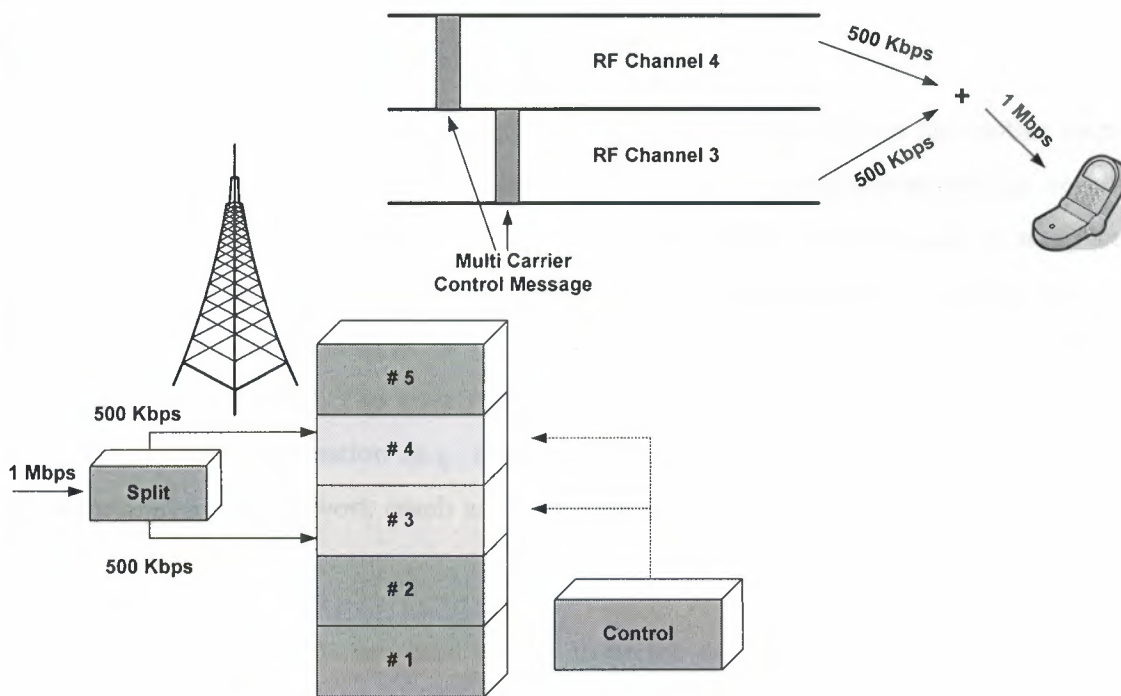 RF Channel 4
500 Kbps
+
1 Mbps
RF Channel 3
500 Kbps
Multi Carrier
Control Message
# 5
500 Kbps
# 4
1 Mbps
Split
# 3
500 Kbps
# 2
Control
# 1